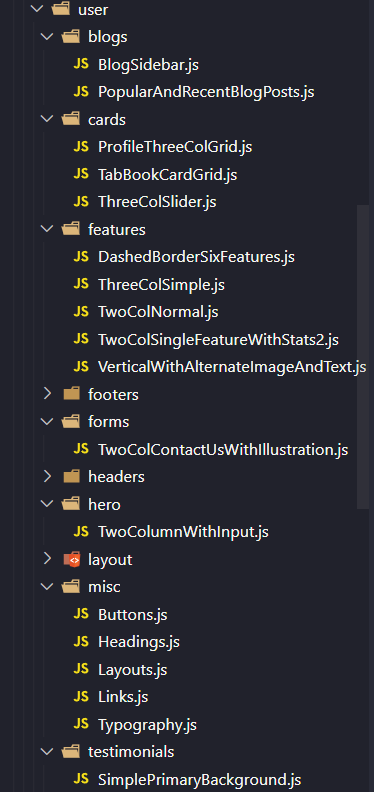 user
blogs
JS BlogSidebar.js
JS PopularAndRecentBlogPosts.js
cards
JS ProfileThreeColGrid.js
JS TabBookCardGrid.js
JS ThreeColSlider.js
features
JS DashedBorderSixFeatures.js
JS ThreeColSimple.js
JS TwoColNormal.js
JS TwoColSingleFeatureWithStats2.js
JS VerticalWithAlternateImageAndText.js
footers
forms
JS TwoColContactUsWithIllustration.js
headers
hero
JS TwoColumnWithInput.js
layout
misc
JS Buttons.js
JS Headings.js
JS Layouts.js
JS Links.js
JS Typography.js
testimonials
JS SimplePrimaryBackground.js